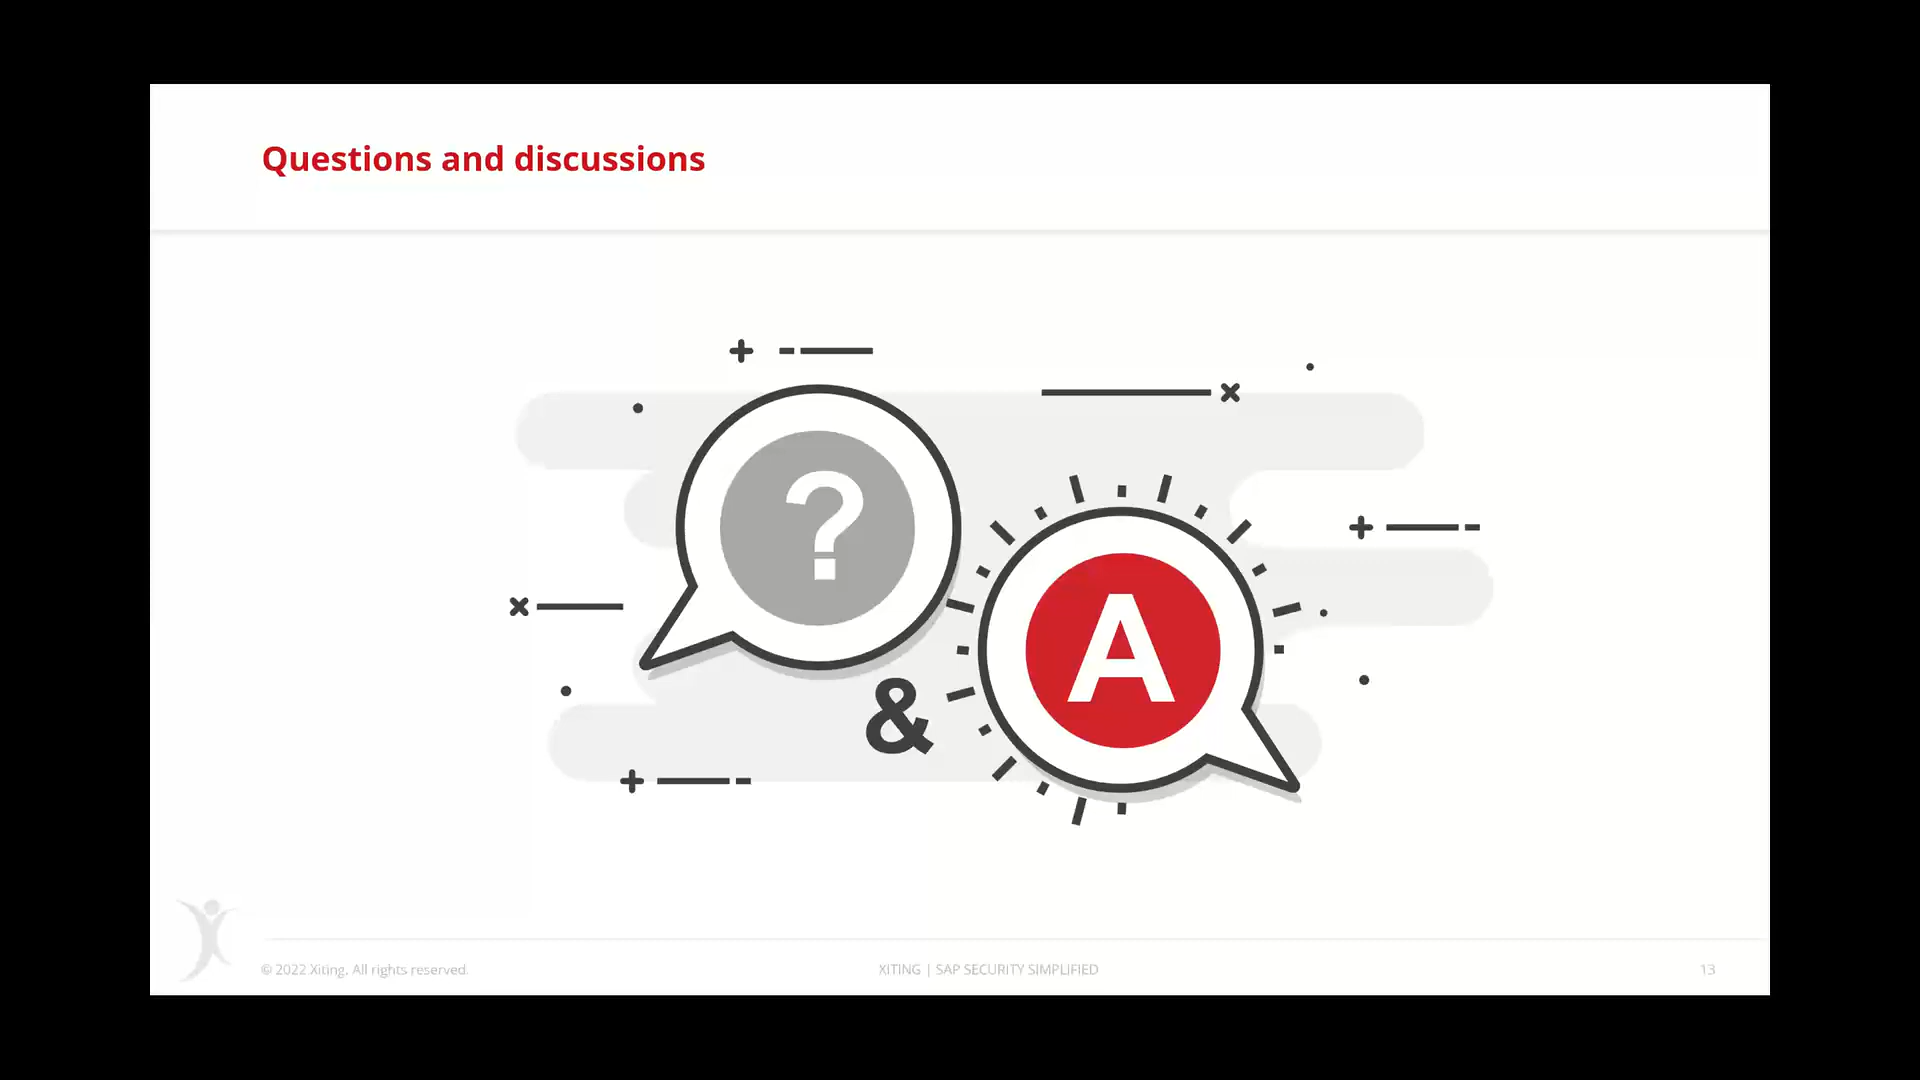 Questions and discussions
?
&
A
© 2022 Xiting. All rights reserved.
XITING | SAP SECURITY SIMPLIFIED
13